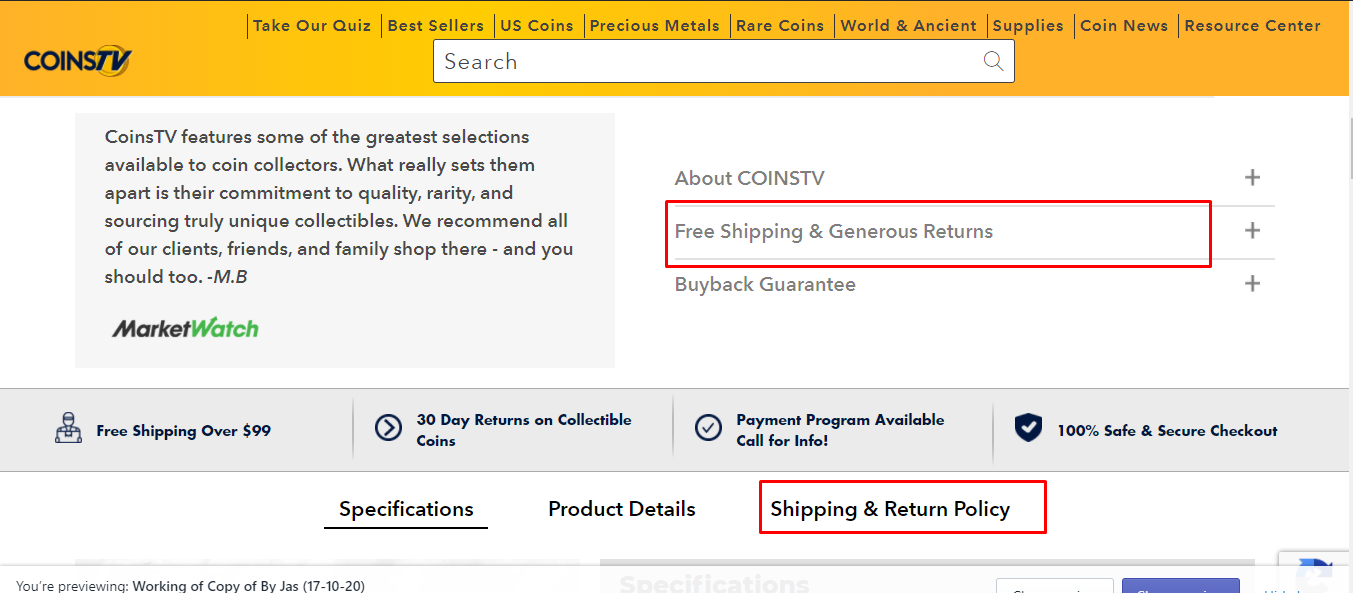 Take Our Quiz Best Sellers US Coins Precious Metals Rare Coins World & Ancient Supplies Coin News Resource Center
COINSTV
Search
CoinsTV features some of the greatest selections
available to coin collectors. What really sets them
apart is their commitment to quality, rarity, and
sourcing truly unique collectibles. We recommend all
of our clients, friends, and family shop there - and you
should too. -M.B
MarketWatch
About COINSTV +
Free Shipping & Generous Returns +
Buyback Guarantee +
Free Shipping Over $99
30 Day Returns on Collectible
Coins
Payment Program Available
Call for Info!
100% Safe & Secure Checkout
Specifications Product Details Shipping & Return Policy
Specifications
You're previewing: Working of Copy of By Jas (17-10-20)